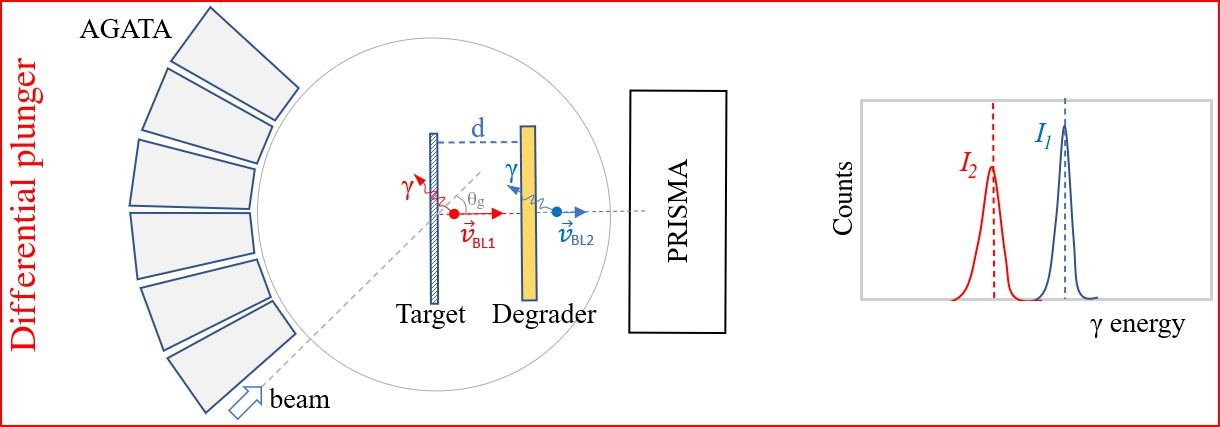 Differential plunger
AGATA
d
γ
γ
θg
v⃗BL1
v⃗BL2
Target
Degrader
beam
PRISMA
Counts
I2
I1
γ energy